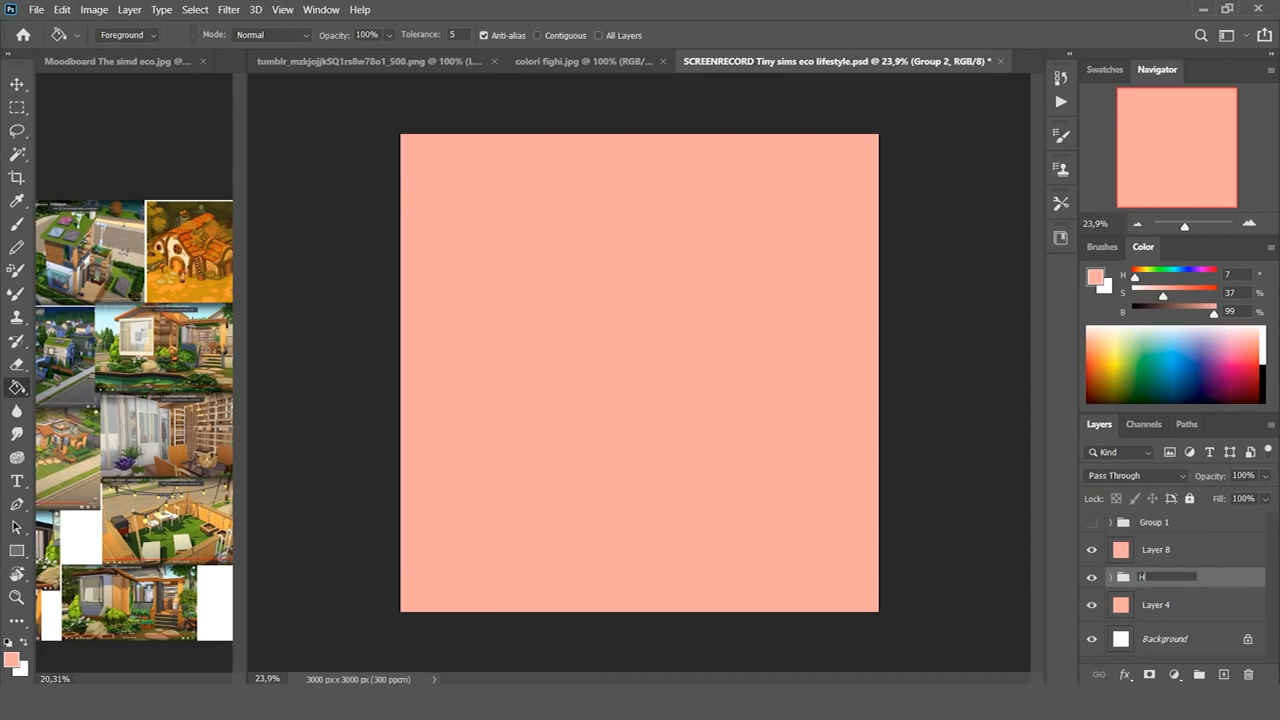 Ps File Edit Image Layer Type Select Filter 3D View Window Help
Foreground Mode: Normal Opacity: 100% Tolerance: 5 Anti-alias Contiguous All Layers
Moodboard The simd eco.jpg @... × tumblr_mzkjojjkSQ1rs8w78o1_500.png @ 100% (L... × colori fighi.jpg @ 100% (RGB/... × SCREENRECORD Tiny sims eco lifestyle.psd @ 23,9% (Group 2, RGB/8) * ×
Swatches Navigator
23,9%
Brushes Color
H 7 °
S 37 %
B 99 %
Layers Channels Paths
Kind
Pass Through Opacity: 100%
Lock: Fill: 100%
Group 1
Layer 8
H
Layer 4
Background
20,31% 23,9% 3000 px x 3000 px (300 ppcm)